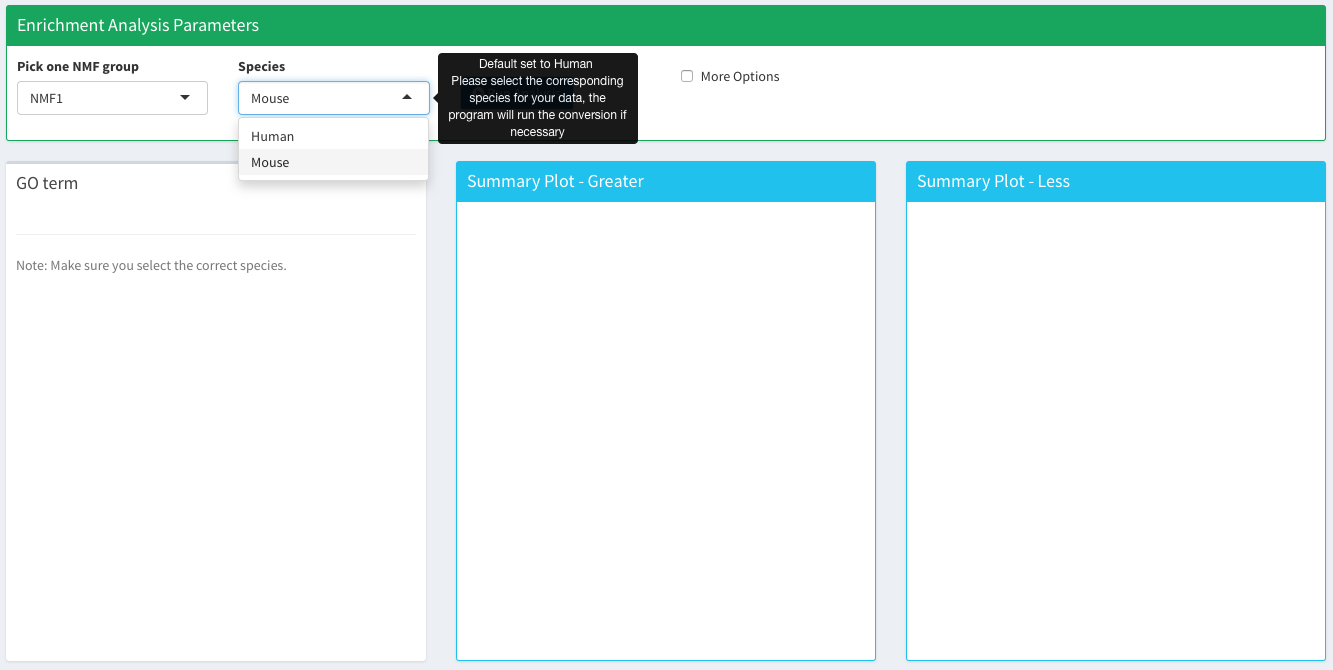 Enrichment Analysis Parameters
Pick one NMF group
NMF1
Species
Mouse
Human
Mouse
Default set to Human
Please select the corresponding
species for your data, the
program will run the conversion if
necessary
More Options
GO term
Note: Make sure you select the correct species.
Summary Plot - Greater
Summary Plot - Less